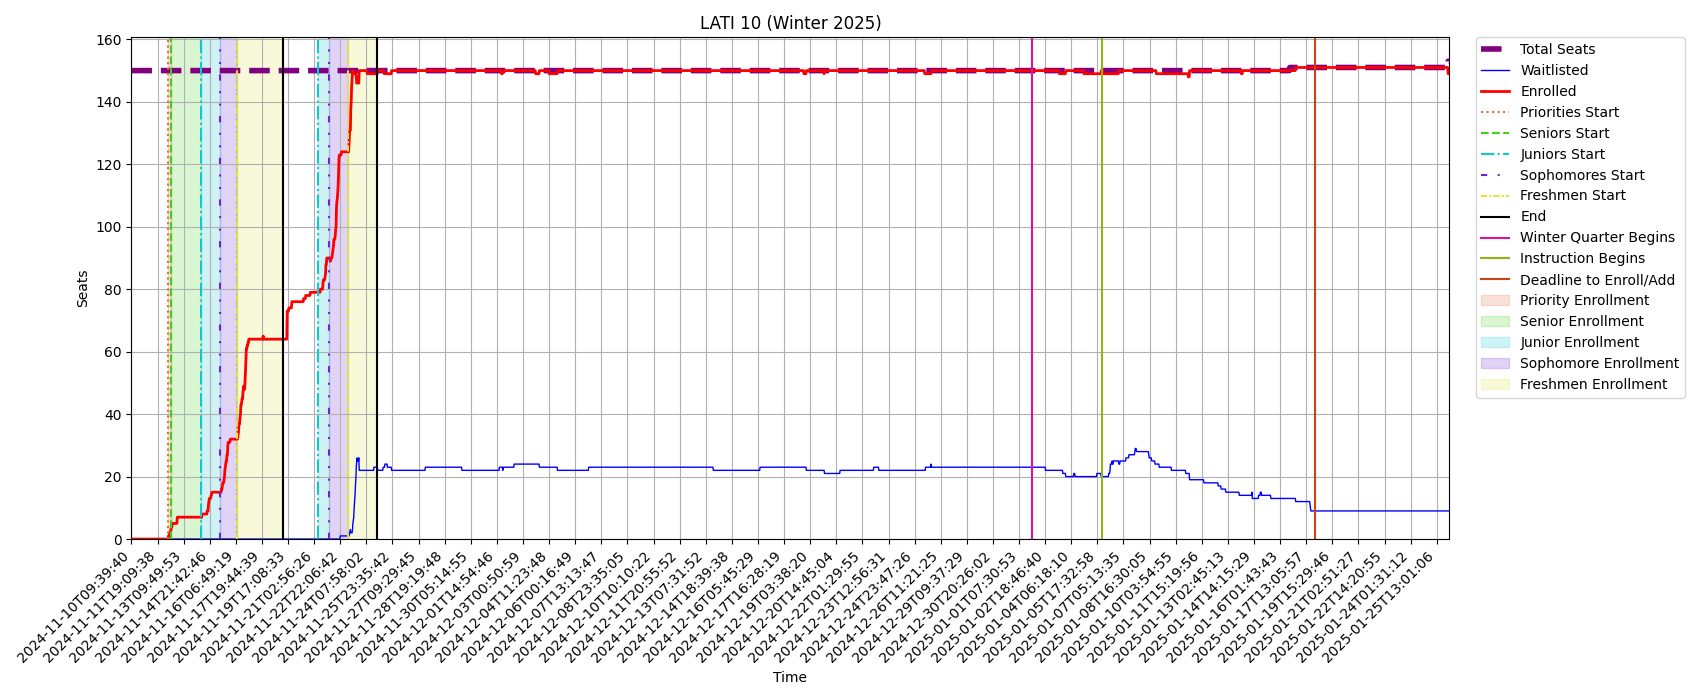 LATI 10 (Winter 2025)
160
140
120
100
80
60
40
20
0
Seats
2024-11-10T09:39:40
2024-11-11T19:09:38
2024-11-13T09:49:53
2024-11-14T21:42:46
2024-11-16T06:49:19
2024-11-17T19:44:39
2024-11-19T17:08:33
2024-11-21T02:56:26
2024-11-22T22:06:42
2024-11-24T07:58:02
2024-11-25T23:35:42
2024-11-27T09:29:45
2024-11-28T19:19:48
2024-11-30T05:14:55
2024-12-01T14:54:46
2024-12-03T00:50:59
2024-12-04T11:23:48
2024-12-06T00:16:49
2024-12-07T13:13:47
2024-12-08T23:35:05
2024-12-10T10:10:22
2024-12-11T20:55:52
2024-12-13T07:31:52
2024-12-14T18:39:38
2024-12-16T05:45:29
2024-12-17T16:28:19
2024-12-19T03:38:20
2024-12-20T14:45:04
2024-12-22T01:29:55
2024-12-23T12:56:31
2024-12-24T23:47:26
2024-12-26T11:21:25
2024-12-29T09:37:29
2024-12-30T20:26:02
2025-01-01T07:30:53
2025-01-02T18:46:40
2025-01-04T06:18:10
2025-01-05T17:32:58
2025-01-07T05:13:35
2025-01-08T16:30:05
2025-01-10T03:54:55
2025-01-11T15:19:56
2025-01-13T02:45:13
2025-01-14T14:15:29
2025-01-16T01:43:43
2025-01-17T13:05:57
2025-01-19T15:29:46
2025-01-21T02:51:27
2025-01-22T14:20:55
2025-01-24T01:31:12
2025-01-25T13:01:06
Time
Total Seats
Waitlisted
Enrolled
Priorities Start
Seniors Start
Juniors Start
Sophomores Start
Freshmen Start
End
Winter Quarter Begins
Instruction Begins
Deadline to Enroll/Add
Priority Enrollment
Senior Enrollment
Junior Enrollment
Sophomore Enrollment
Freshmen Enrollment